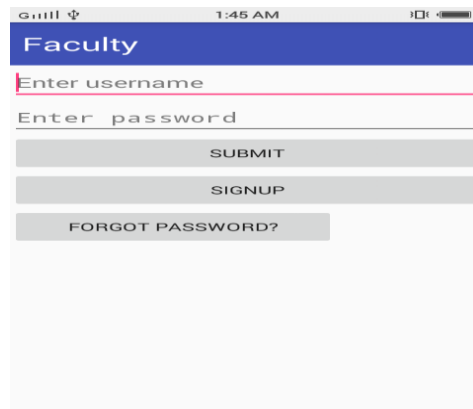 G
1:45 AM
Faculty
Enter username
Enter password
SUBMIT
SIGNUP
FORGOT PASSWORD?